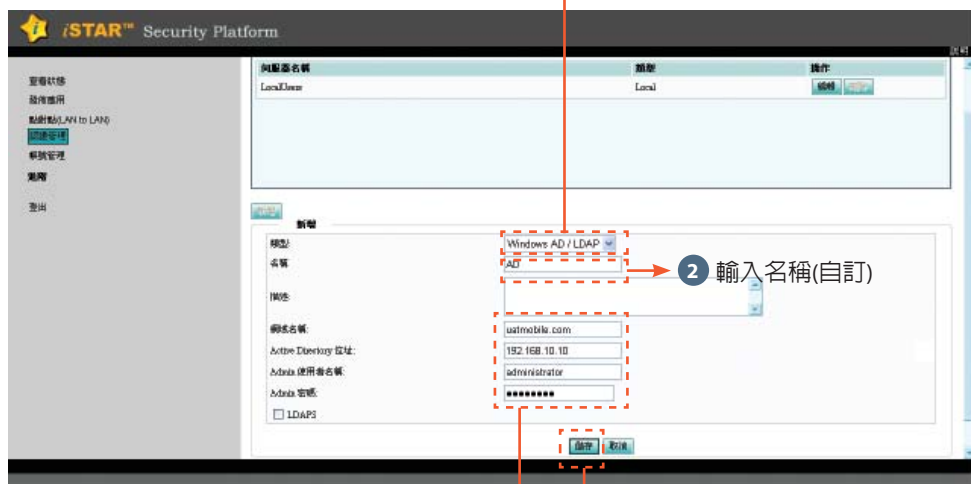 iSTAR™ Security Platform
說明
查看狀態
發佈應用
點對點(LAN to LAN)
認證管理
帳號管理
進階
登出
伺服器名稱 類型 操作
LocalUsers Local 編輯
新增
類型: Windows AD / LDAP
名稱: AD
2 輸入名稱(自訂)
描述:
網域名稱: uatmobile.com
Active Directory 位址: 192.168.10.10
Admin 使用者名稱: administrator
Admin 密碼: ••••••••
LDAPS
儲存 取消